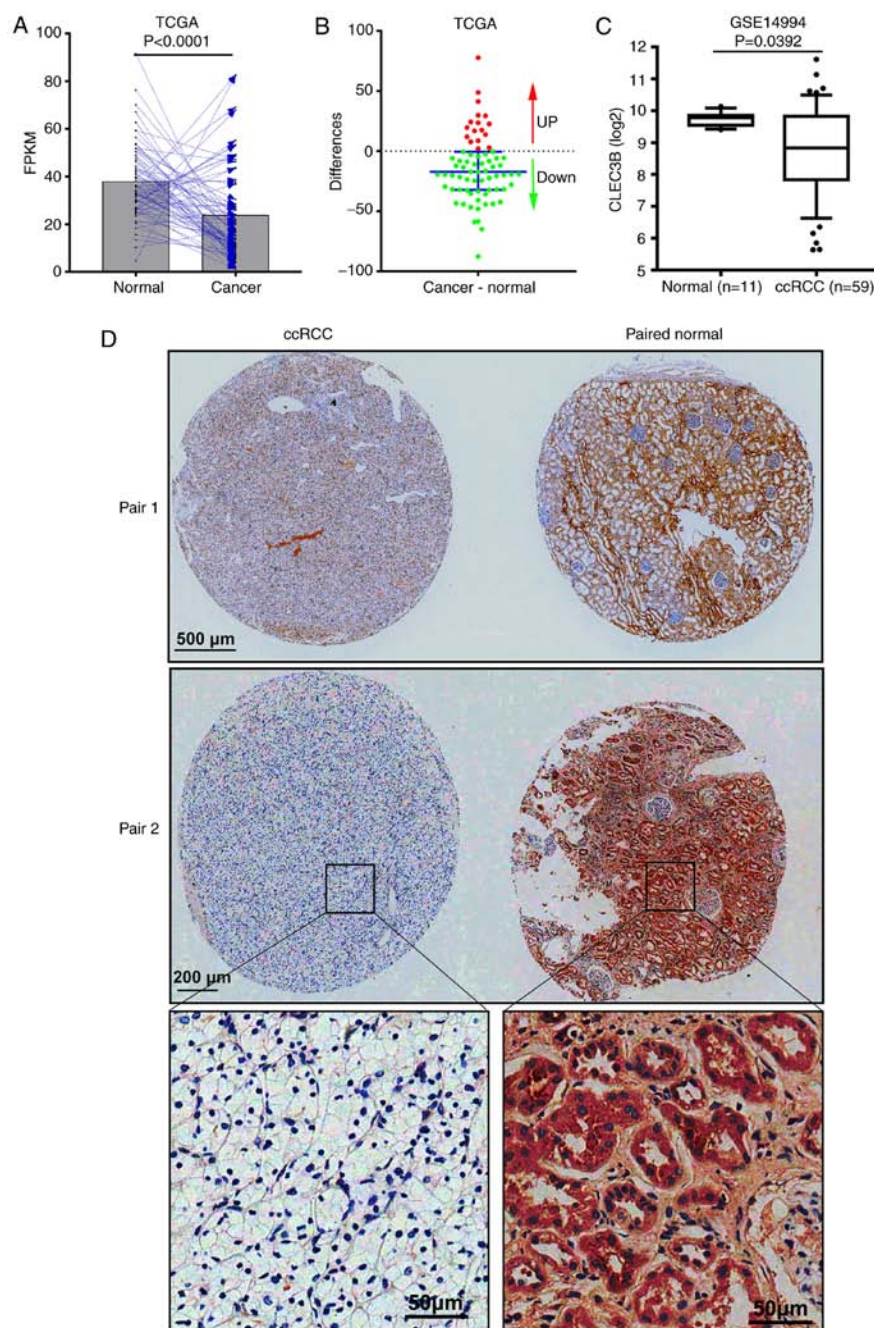 A
TCGA
P<0.0001
100
80
60
40
20
0
FPKM
Normal
Cancer
B
TCGA
100
50
0
−50
−100
Differences
UP
Down
Cancer - normal
C
GSE14994
P=0.0392
12
11
10
9
8
7
6
5
CLEC3B (log2)
Normal (n=11)
ccRCC (n=59)
D
ccRCC
Paired normal
Pair 1
500 µm
Pair 2
200 µm
50µm
50µm